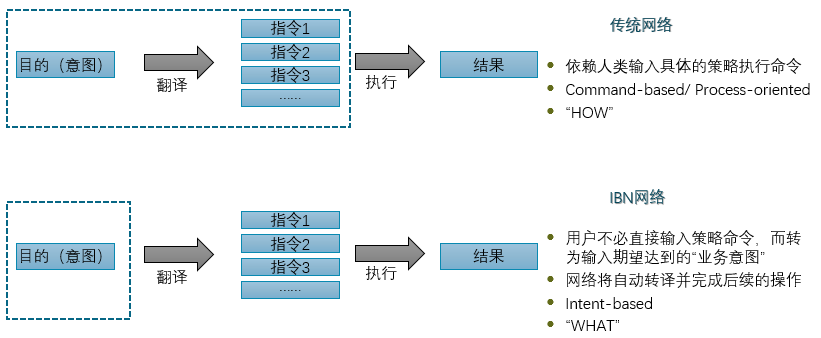 传统网络
目的（意图）
翻译
指令1
指令2
指令3
……
执行
结果
依赖人类输入具体的策略执行命令
Command-based/ Process-oriented
“HOW”
IBN网络
目的（意图）
翻译
指令1
指令2
指令3
……
执行
结果
用户不必直接输入策略命令，而转
为输入期望达到的“业务意图”
网络将自动转译并完成后续的操作
Intent-based
“WHAT”